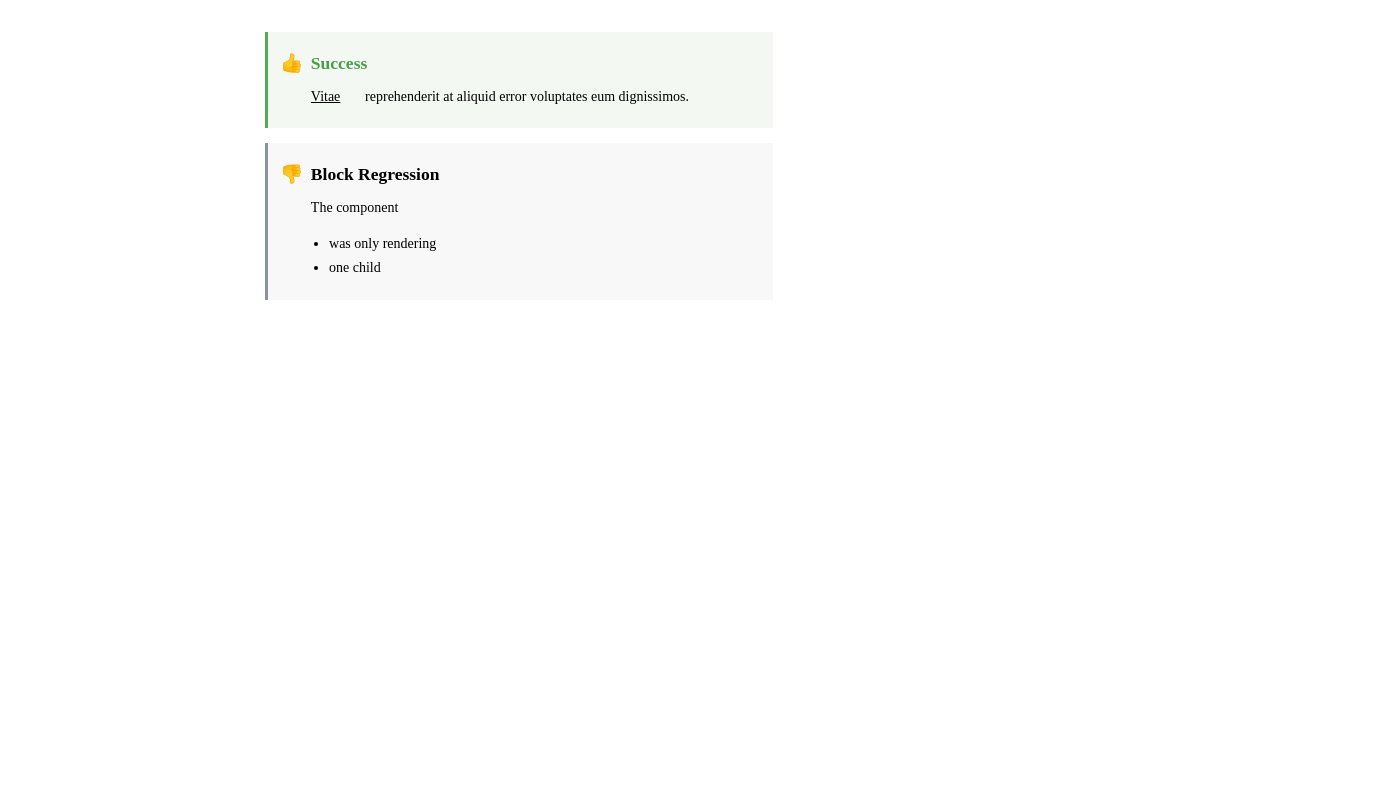 👍 Success
Vitae reprehenderit at aliquid error voluptates eum dignissimos.
👎 Block Regression
The component
• was only rendering
• one child